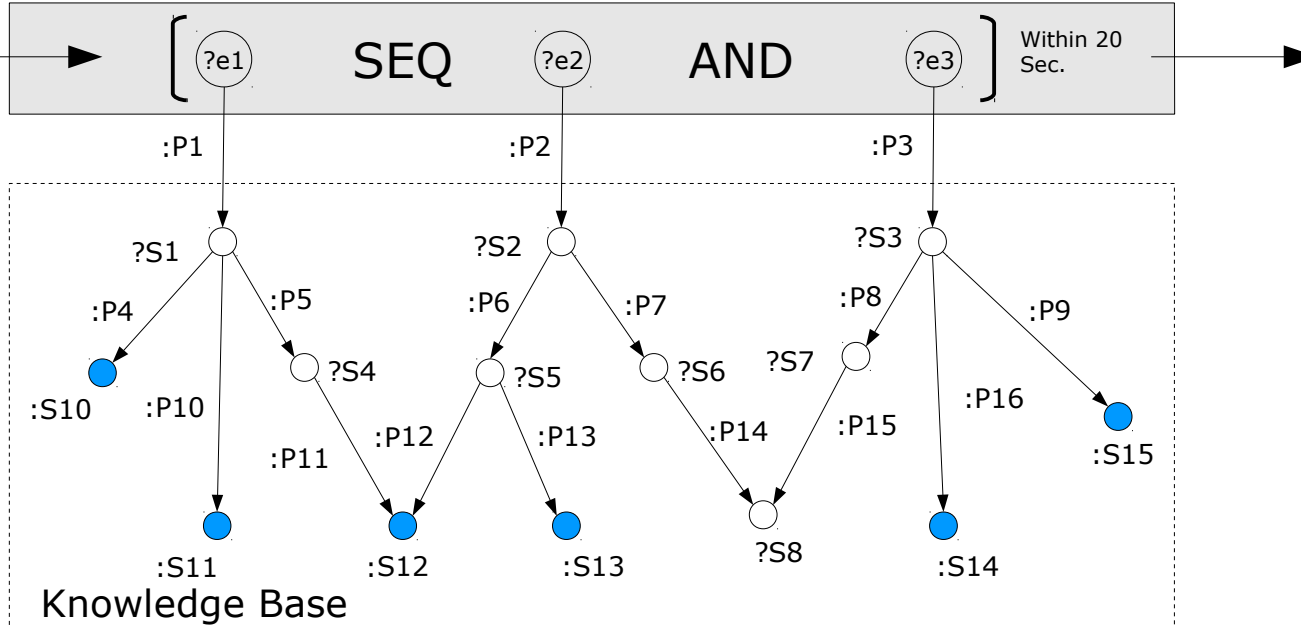 ?e1
SEQ
?e2
AND
?e3
Within 20
Sec.
:P1
:P2
:P3
?S1
?S2
?S3
:P4
:P5
:P6
:P7
:P8
:P9
?S4
?S5
?S6
?S7
:S10
:P10
:P11
:P12
:P13
:P14
:P15
:P16
:S15
:S11
:S12
:S13
?S8
:S14
Knowledge Base